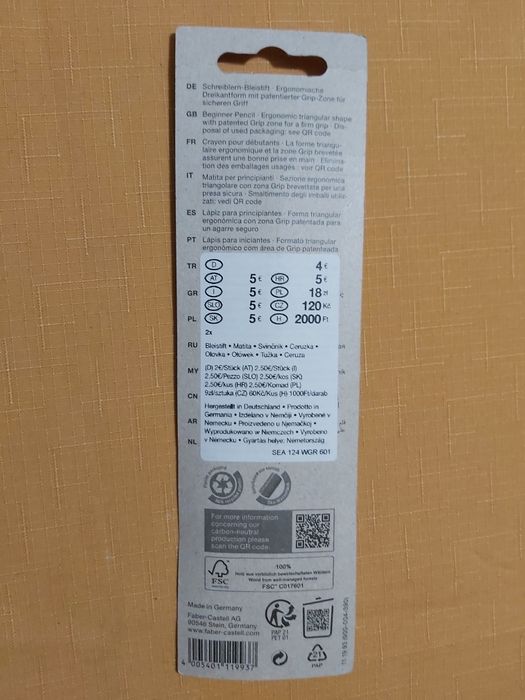 DE Schreiblern-Bleistift · Ergonomische
Dreikantform mit patentierter Grip-Zone für
sicheren Griff
GB Beginner Pencil · Ergonomic triangular shape
with patented Grip zone for a firm grip · Dis-
posal of used packaging: see QR code
FR Crayon pour débutants · La forme triangu-
laire ergonomique et la zone Grip brevetée
assurent une bonne prise en main · Elimina-
tion des emballages usagés : voir QR code
IT Matita per principianti · Sezione ergonomica
triangolare con zona Grip brevettata per una
presa sicura · Smaltimento degli imballi utiliz-
zati: vedi QR code
ES Lápiz para principiantes · Forma triangular
ergonómica con zona Grip patentada para
un agarre seguro
PT Lápis para iniciantes · Formato triangular
ergonômico com área de Grip patenteada
TR D 4 €
AT 5 € HR 5 €
GR I 5 € PL 18 zł
SLO 5 € CZ 120 Kč
PL SK 5 € H 2000 Ft
2x
RU Bleistift • Matita • Svinčnik • Ceruzka •
Olovka • Ołówek • Tužka • Ceruza
MY (D) 2€/Stück (AT) 2.50€/Stück (I)
2.50€/Pezzo (SLO) 2.50€/kos (SK)
2.50€/kus (HR) 2.50€/Komad (PL)
CN 9zł/sztuka (CZ) 60Kč/Kus (H) 1000Ft/darab
Hergestellt in Deutschland • Prodotto in
Germania • Izdelano v Nemčiji • Vyrobené v
AR Nemecku • Proizvedeno u Njemačkoj •
Wyprodukowano w Niemczech • Vyrobeno
NL v Německu • Gyártás helye: Németország
SEA 124 WGR 601
For more information
concerning our
carbon-neutral
production please
scan the QR code.
FSC
100%
Holz aus vorbildlich bewirtschafteten Wäldern
Wood from well-managed forests
FSC® C017601
Made in Germany
Faber-Castell AG
90546 Stein, Germany
www.faber-castell.com
4 005401 119937
PAP 21
PET 01
21
PAP